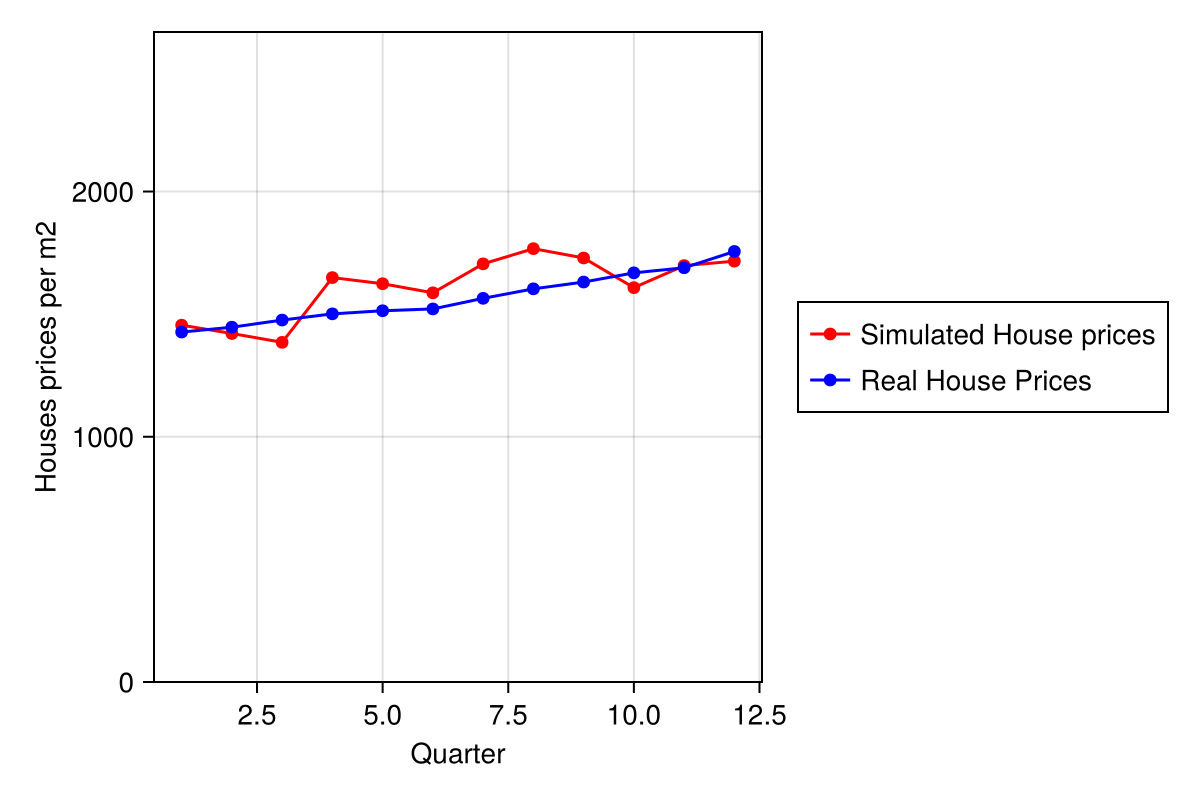 2000
1000
0
Houses prices per m2
2.5 5.0 7.5 10.0 12.5
Quarter
Simulated House prices
Real House Prices